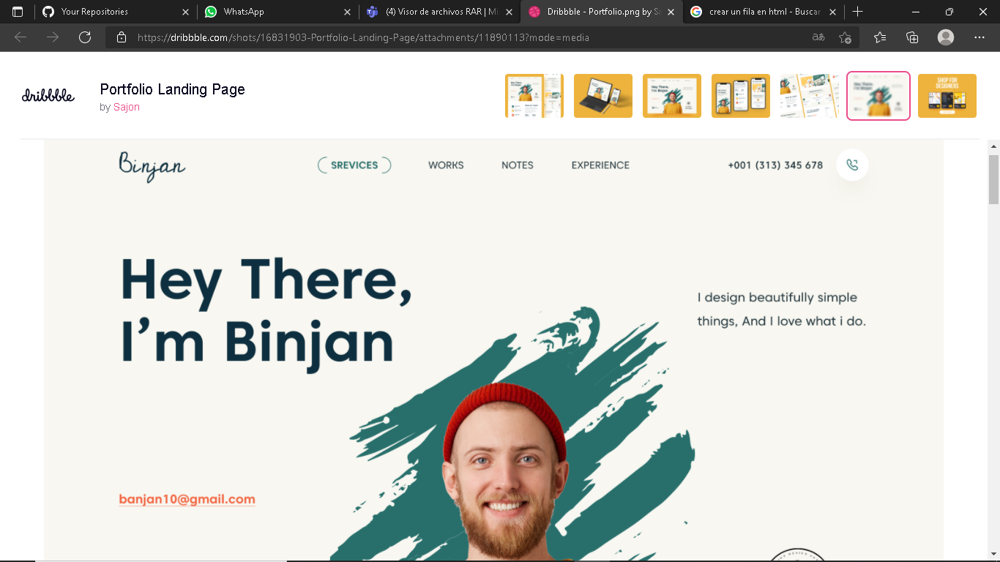 Your Repositories
WhatsApp
(4) Visor de archivos RAR | Mi
Dribbble - Portfolio.png by Sa
crear un fila en html - Buscar
https://dribbble.com/shots/16831903-Portfolio-Landing-Page/attachments/11890113?mode=media
dribbble
Portfolio Landing Page
by Sajon
SHOP FOR
DESIGNERS
Binjan
SREVICES
WORKS
NOTES
EXPERIENCE
+001 (313) 345 678
Hey There,
I'm Binjan
I design beautifully simple
things, And I love what i do.
banjan10@gmail.com